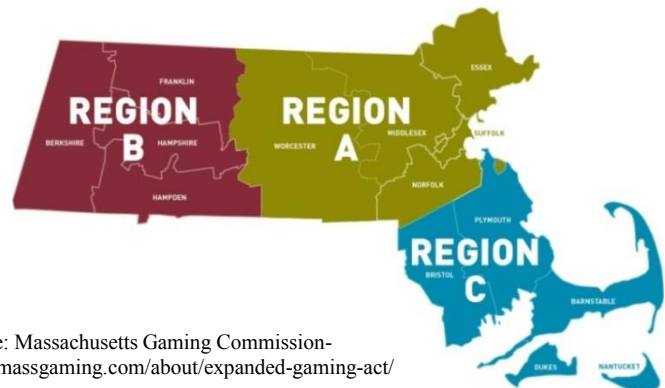 ESSEX
FRANKLIN
REGION
B
REGION
A
MIDDLESEX
SUFFOLK
BERKSHIRE
HAMPSHIRE
WORCESTER
NORFOLK
HAMPDEN
PLYMOUTH
REGION
C
BRISTOL
BARNSTABLE
DUKES
NANTUCKET
e: Massachusetts Gaming Commission-
massgaming.com/about/expanded-gaming-act/